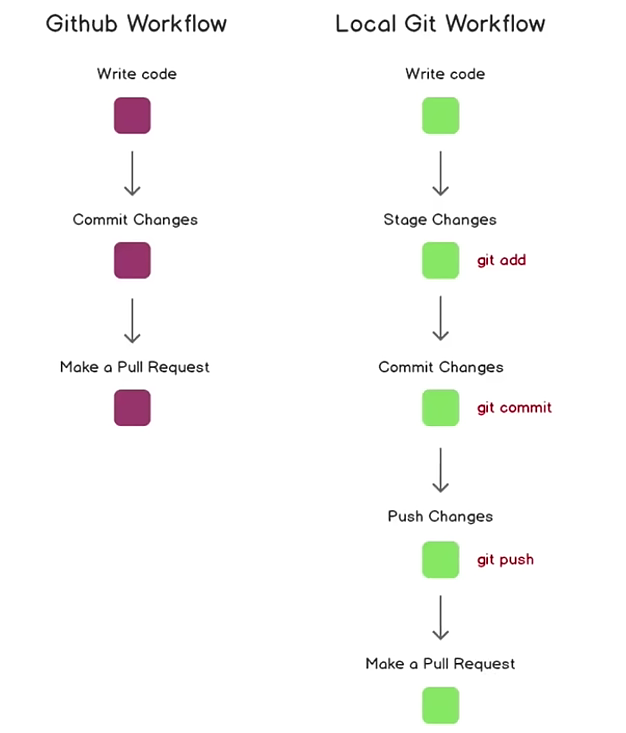 Github Workflow
Write code
Commit Changes
Make a Pull Request
Local Git Workflow
Write code
Stage Changes
git add
Commit Changes
git commit
Push Changes
git push
Make a Pull Request